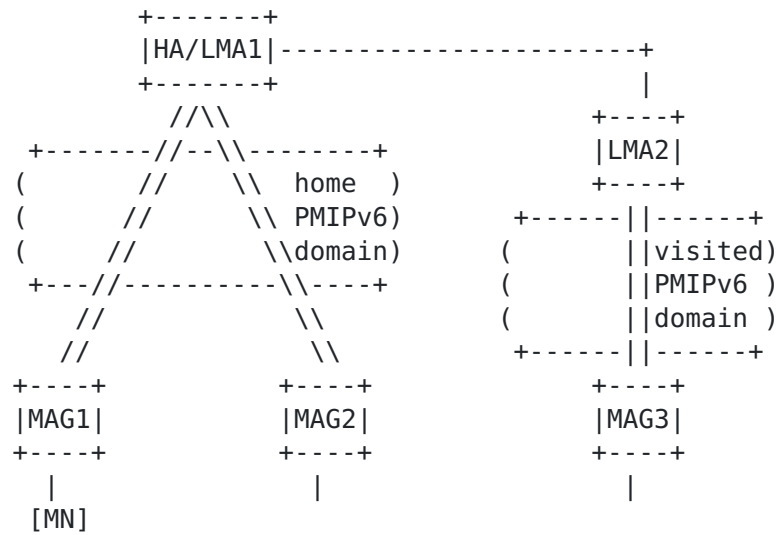 +-------+
|HA/LMA1|-----------------------+
+-------+                       |
//\\                       +----+
+-------//--\\--------+            |LMA2|
(       //    \\  home  )            +----+
(      //      \\ PMIPv6)       +------||------+
(     //        \\domain)      (       ||visited)
+---//----------\\----+       (       ||PMIPv6 )
//            \\           (       ||domain )
//              \\           +------||------+
+----+           +----+              +----+
|MAG1|           |MAG2|              |MAG3|
+----+           +----+              +----+
|                |                   |
[MN]